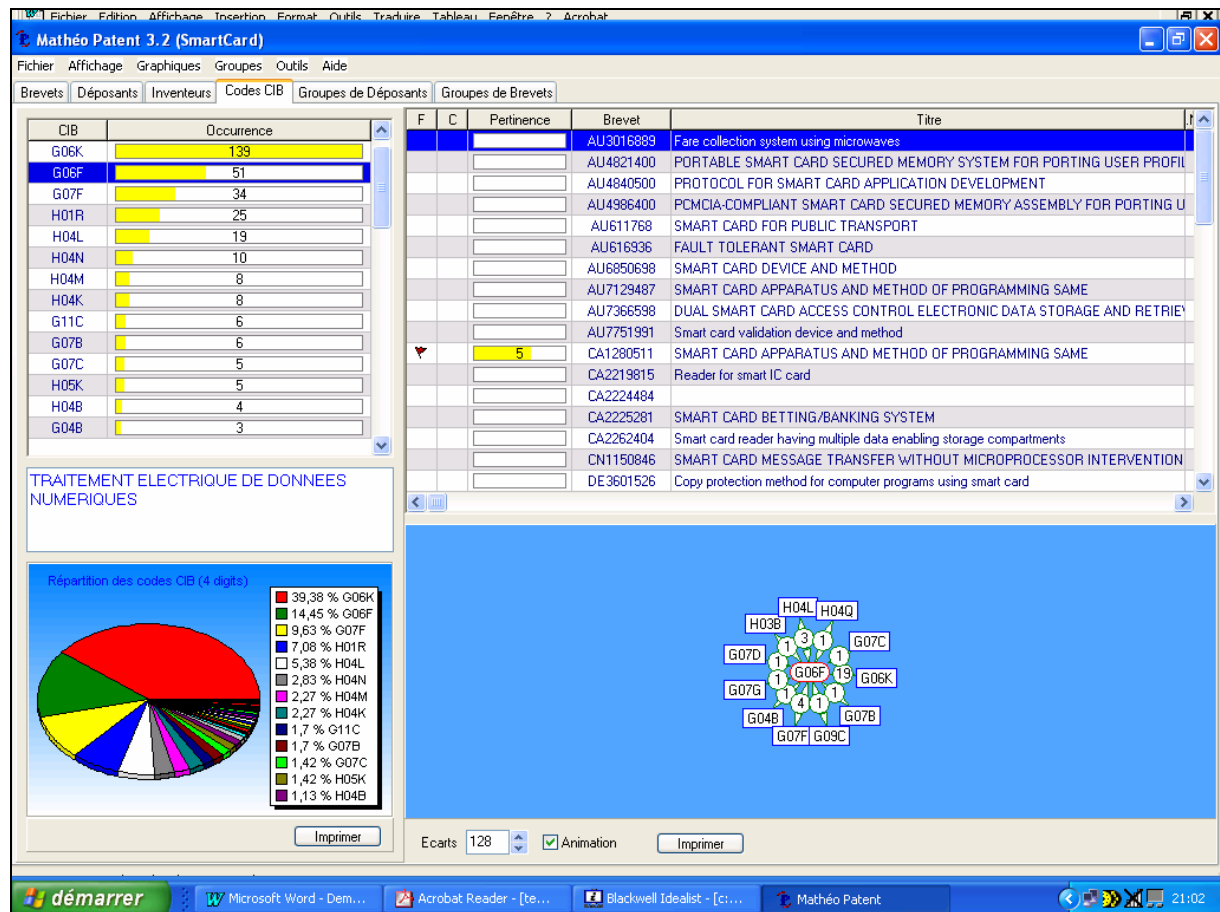 Fichier Edition Affichage Insertion Format Outils Traduire Tableau Fenêtre ? Acrobat
Mathéo Patent 3.2 (SmartCard)
Fichier Affichage Graphiques Groupes Outils Aide
Brevets Déposants Inventeurs Codes CIB Groupes de Déposants Groupes de Brevets
CIB Occurrence
G06K 139
G06F 51
G07F 34
H01R 25
H04L 19
H04N 10
H04M 8
H04K 8
G11C 6
G07B 6
G07C 5
H05K 5
H04B 4
G04B 3
TRAITEMENT ELECTRIQUE DE DONNEES
NUMERIQUES
Répartition des codes CIB (4 digits)
39,38 % G06K
14,45 % G06F
9,63 % G07F
7,08 % H01R
5,38 % H04L
2,83 % H04N
2,27 % H04M
2,27 % H04K
1,7 % G11C
1,7 % G07B
1,42 % G07C
1,42 % H05K
1,13 % H04B
Imprimer
F C Pertinence Brevet Titre
AU3016889 Fare collection system using microwaves
AU4821400 PORTABLE SMART CARD SECURED MEMORY SYSTEM FOR PORTING USER PROFIL
AU4840500 PROTOCOL FOR SMART CARD APPLICATION DEVELOPMENT
AU4986400 PCMCIA-COMPLIANT SMART CARD SECURED MEMORY ASSEMBLY FOR PORTING U
AU611768 SMART CARD FOR PUBLIC TRANSPORT
AU616936 FAULT TOLERANT SMART CARD
AU6850698 SMART CARD DEVICE AND METHOD
AU7129487 SMART CARD APPARATUS AND METHOD OF PROGRAMMING SAME
AU7366598 DUAL SMART CARD ACCESS CONTROL ELECTRONIC DATA STORAGE AND RETRIE
AU7751991 Smart card validation device and method
5 CA1280511 SMART CARD APPARATUS AND METHOD OF PROGRAMMING SAME
CA2219815 Reader for smart IC card
CA2224484
CA2225281 SMART CARD BETTING/BANKING SYSTEM
CA2262404 Smart card reader having multiple data enabling storage compartments
CN1150846 SMART CARD MESSAGE TRANSFER WITHOUT MICROPROCESSOR INTERVENTION
DE3601526 Copy protection method for computer programs using smart card
H04L H04Q
H03B 3 1
1 G07C
G07D 1 1
G06F 19 G06K
G07G 1
1 4 1 1
G04B G07B
G07F G09C
Ecarts 128 Animation Imprimer
démarrer Microsoft Word - Dem... Acrobat Reader - [te... Blackwell Idealist - [c:... Mathéo Patent 21:02